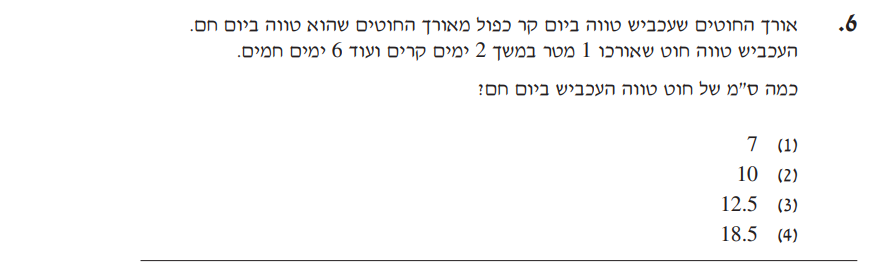 6. אורך החוטים שעכביש טווה ביום קר כפול מאורך החוטים שהוא טווה ביום חם.
העכביש טווה חוט שאורכו 1 מטר במשך 2 ימים קרים ועוד 6 ימים חמים.
כמה ס"מ של חוט טווה העכביש ביום חם?
(1) 7
(2) 10
(3) 12.5
(4) 18.5